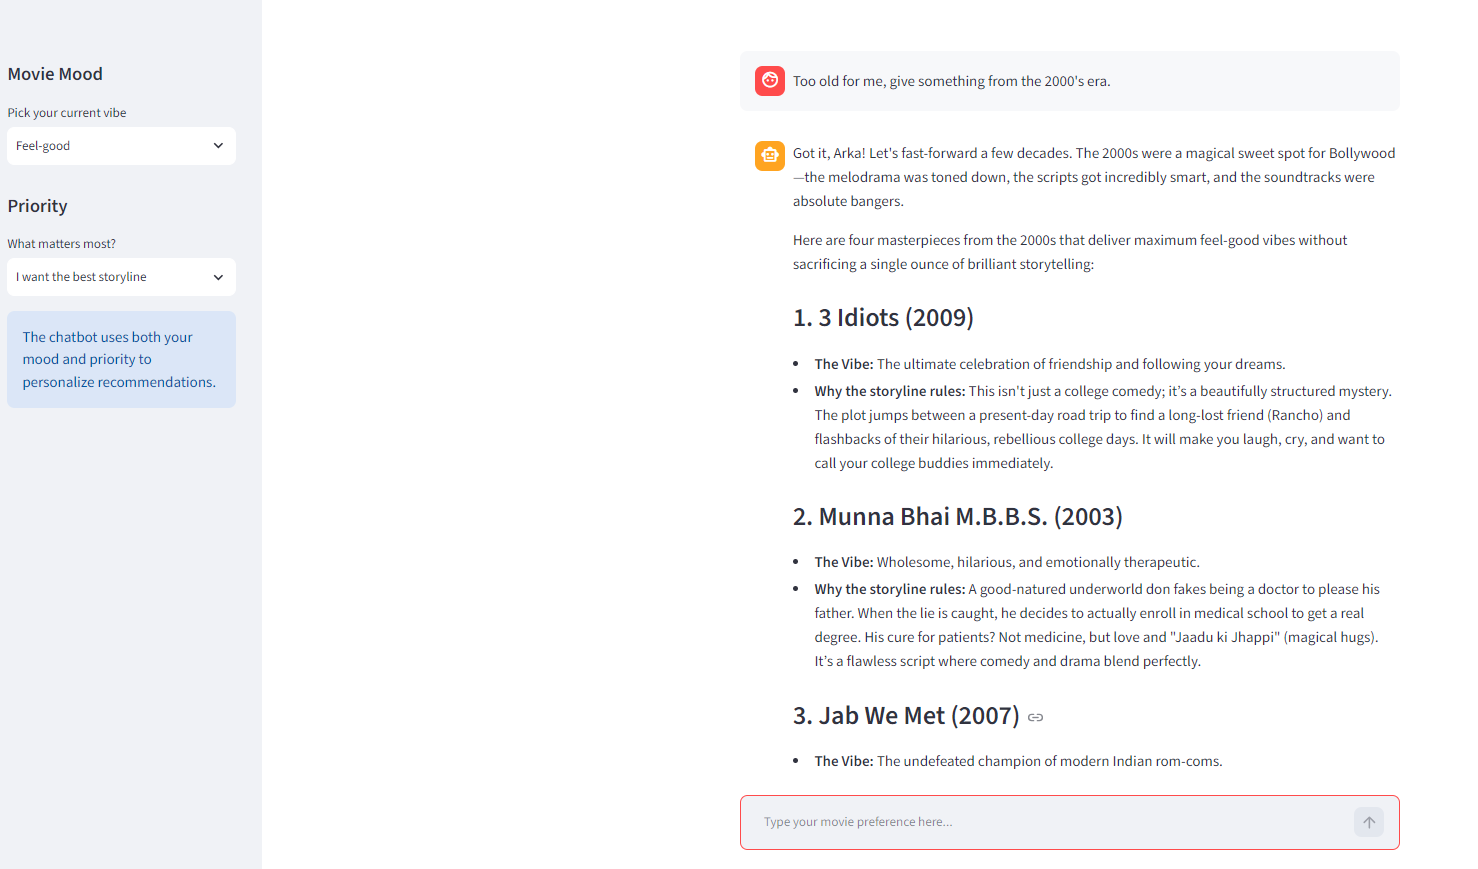 Movie Mood
Pick your current vibe
Feel-good
Priority
What matters most?
I want the best storyline
The chatbot uses both your
mood and priority to
personalize recommendations.
Too old for me, give something from the 2000's era.
Got it, Arka! Let's fast-forward a few decades. The 2000s were a magical sweet spot for Bollywood
—the melodrama was toned down, the scripts got incredibly smart, and the soundtracks were
absolute bangers.
Here are four masterpieces from the 2000s that deliver maximum feel-good vibes without
sacrificing a single ounce of brilliant storytelling:
1. 3 Idiots (2009)
• The Vibe: The ultimate celebration of friendship and following your dreams.
• Why the storyline rules: This isn't just a college comedy; it’s a beautifully structured mystery.
The plot jumps between a present-day road trip to find a long-lost friend (Rancho) and
flashbacks of their hilarious, rebellious college days. It will make you laugh, cry, and want to
call your college buddies immediately.
2. Munna Bhai M.B.B.S. (2003)
• The Vibe: Wholesome, hilarious, and emotionally therapeutic.
• Why the storyline rules: A good-natured underworld don fakes being a doctor to please his
father. When the lie is caught, he decides to actually enroll in medical school to get a real
degree. His cure for patients? Not medicine, but love and "Jaadu ki Jhappi" (magical hugs).
It’s a flawless script where comedy and drama blend perfectly.
3. Jab We Met (2007)
• The Vibe: The undefeated champion of modern Indian rom-coms.
Type your movie preference here...